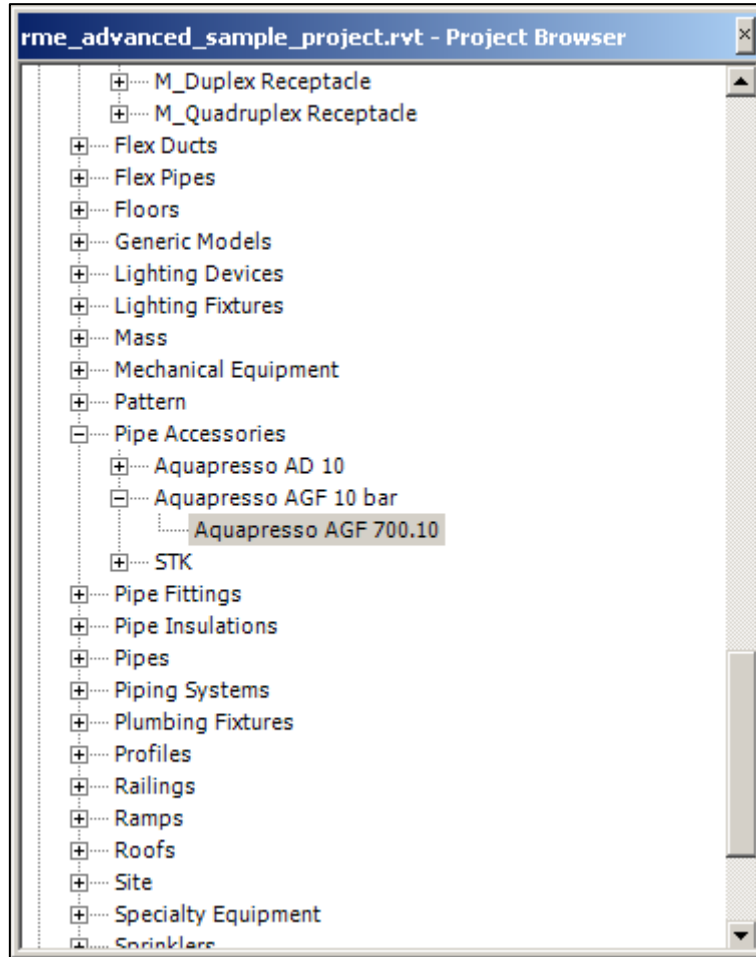 rme_advanced_sample_project.rvt - Project Browser
M_Duplex Receptacle
M_Quadruplex Receptacle
Flex Ducts
Flex Pipes
Floors
Generic Models
Lighting Devices
Lighting Fixtures
Mass
Mechanical Equipment
Pattern
Pipe Accessories
Aquapresso AD 10
Aquapresso AGF 10 bar
Aquapresso AGF 700.10
STK
Pipe Fittings
Pipe Insulations
Pipes
Piping Systems
Plumbing Fixtures
Profiles
Railings
Ramps
Roofs
Site
Specialty Equipment
Sprinklers